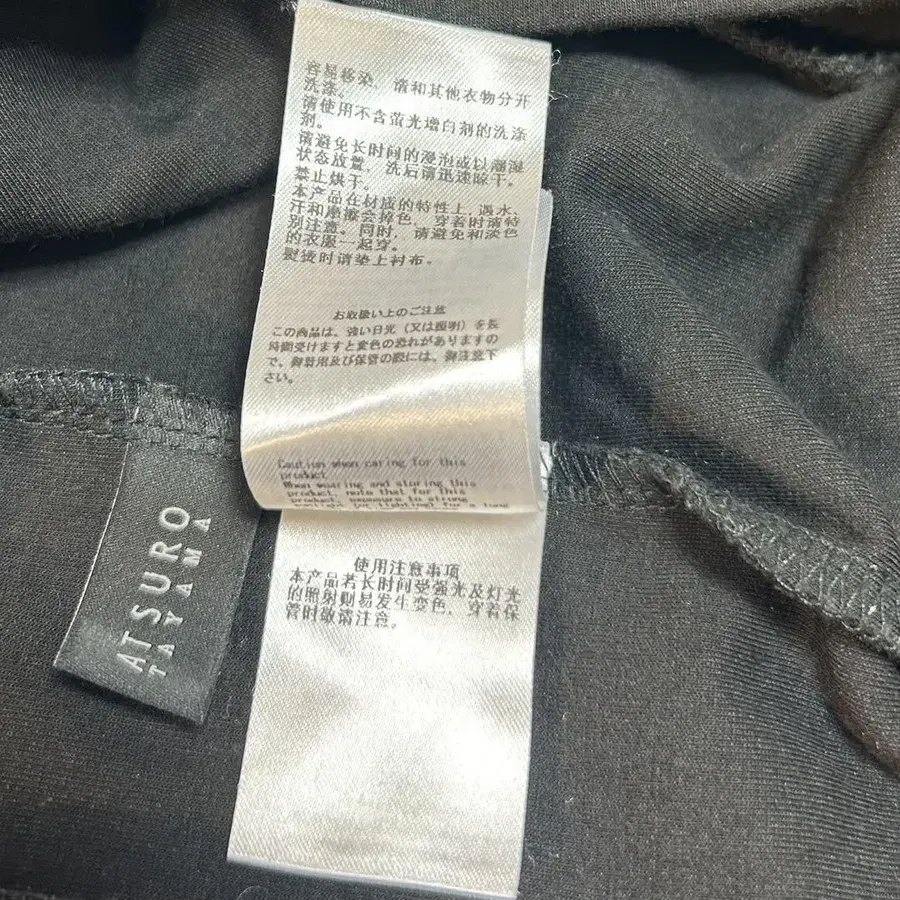 容易移染，请和其他衣物分开
洗涤。
请使用不含萤光增白剂的洗涤
剂。
请避免长时间的浸泡或以潮湿
状态放置，洗后请迅速晾干。
禁止烘干。
本产品在材质的特性上，遇水、
汗和摩擦会掉色，穿着时请特
别注意。同时，请避免和淡色
的衣服一起穿。
熨烫时请垫上衬布。
お取扱い上のご注意
この商品は、強い日光（又は照明）を長
時間受けますと変色の恐れがありますの
で、御着用及び保管の際には、御注意下
さい。
Caution when caring for this
product
When wearing and storing this
product, note that for this
product, exposure to strong
sunlight (or lighting) for a long
使用注意事项
本产品若长时间受强光及灯光
的照射则易发生变色，穿着保
管时敬请注意。
ATSURO
TAYAMA